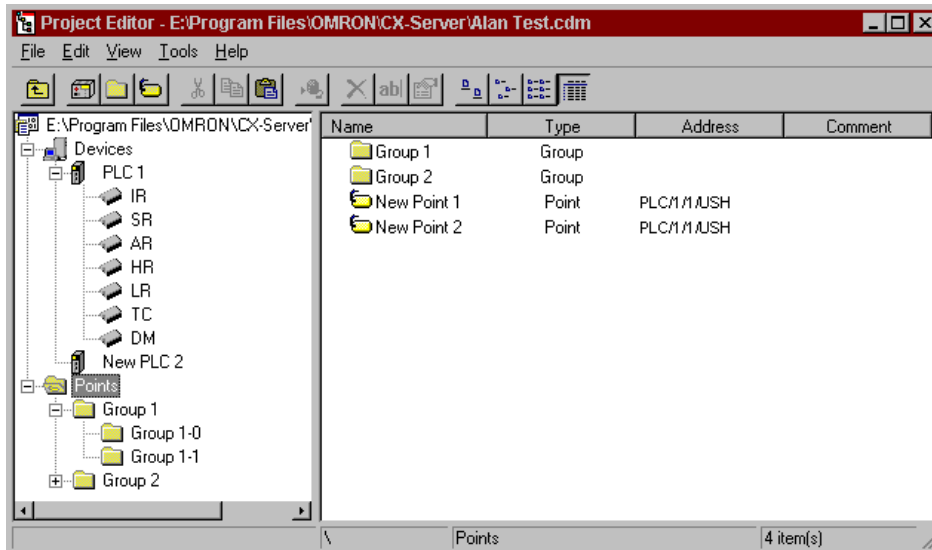 Project Editor - E:\Program Files\OMRON\CX-Server\Alan Test.cdm
File Edit View Tools Help
ab
E:\Program Files\OMRON\CX-Server
Devices
PLC 1
IR
SR
AR
HR
LR
TC
DM
New PLC 2
Points
Group 1
Group 1-0
Group 1-1
Group 2
Name Type Address Comment
Group 1 Group
Group 2 Group
New Point 1 Point PLC/1/1/USH
New Point 2 Point PLC/1/1/USH
\ Points 4 item(s)